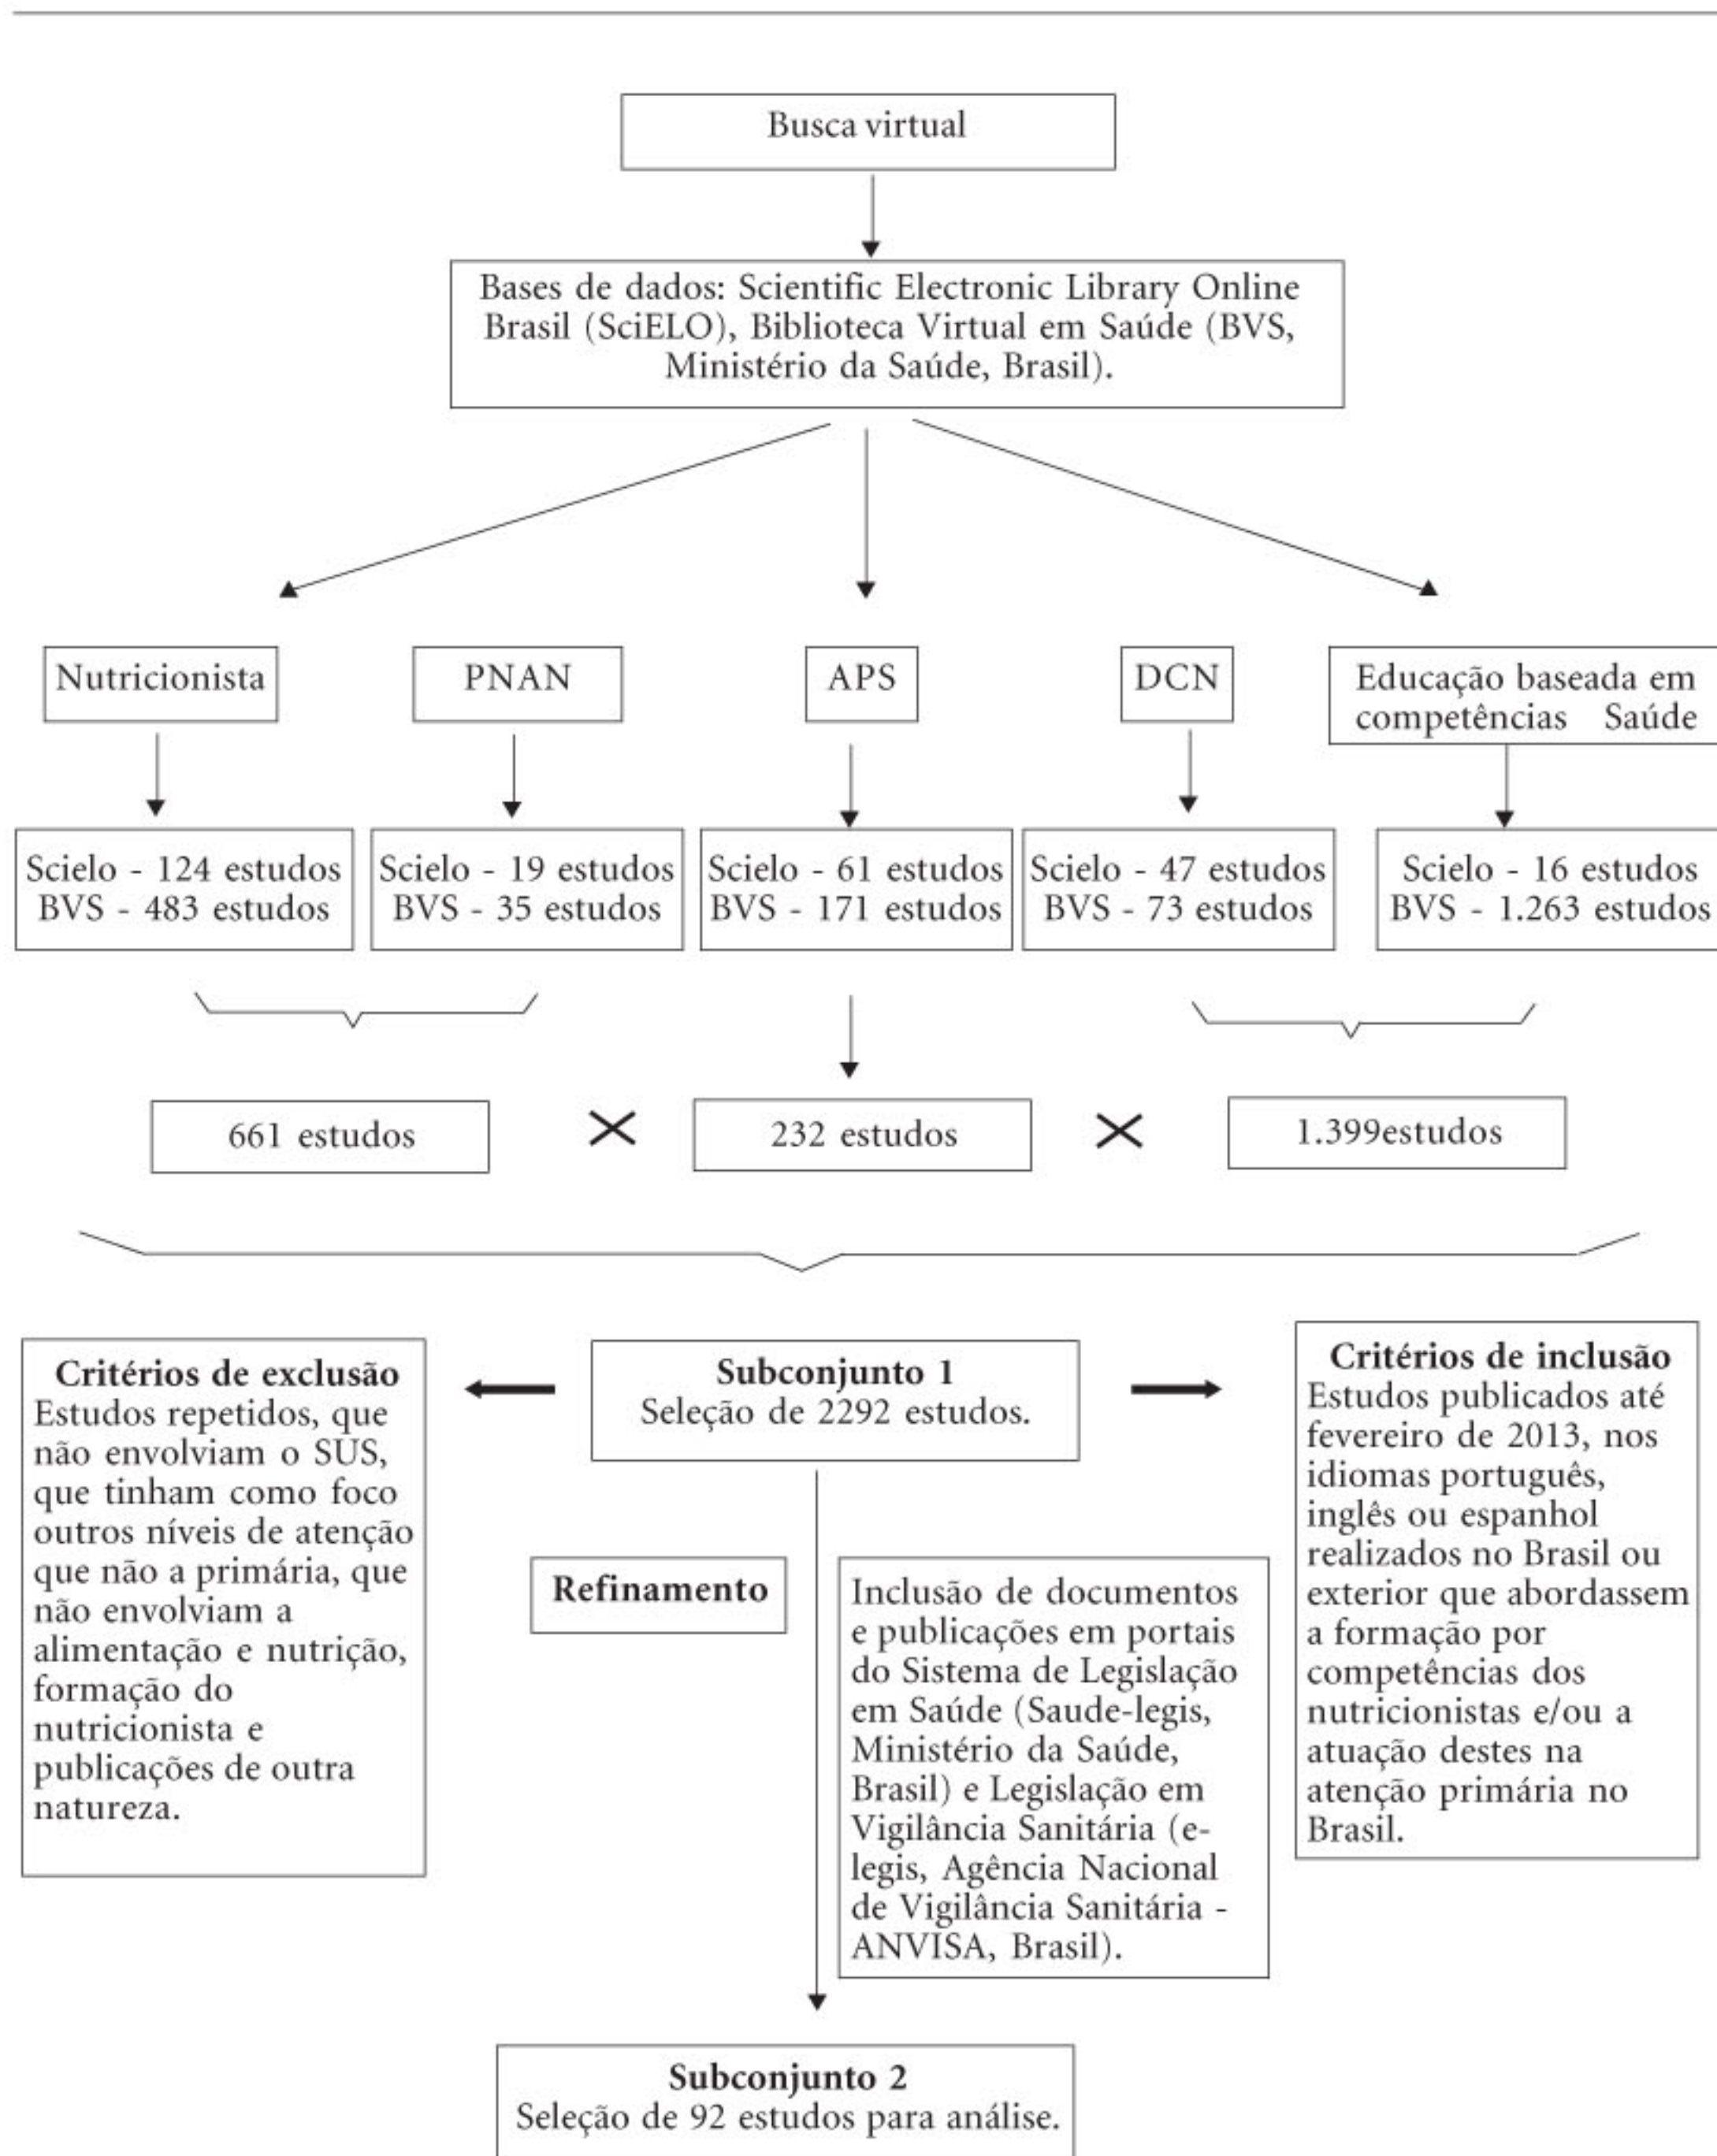 Busca virtual
Bases de dados: Scientific Electronic Library Online
Brasil (SciELO), Biblioteca Virtual em Saúde (BVS,
Ministério da Saúde, Brasil).
Nutricionista
PNAN
APS
DCN
Educação baseada em
competências Saúde
Scielo - 124 estudos
BVS - 483 estudos
Scielo - 19 estudos
BVS - 35 estudos
Scielo - 61 estudos
BVS - 171 estudos
Scielo - 47 estudos
BVS - 73 estudos
Scielo - 16 estudos
BVS - 1.263 estudos
661 estudos
232 estudos
1.399estudos
Critérios de exclusão
Estudos repetidos, que
não envolviam o SUS,
que tinham como foco
outros níveis de atenção
que não a primária, que
não envolviam a
alimentação e nutrição,
formação do
nutricionista e
publicações de outra
natureza.
Subconjunto 1
Seleção de 2292 estudos.
Critérios de inclusão
Estudos publicados até
fevereiro de 2013, nos
idiomas português,
inglês ou espanhol
realizados no Brasil ou
exterior que abordassem
a formação por
competências dos
nutricionistas e/ou a
atuação destes na
atenção primária no
Brasil.
Refinamento
Inclusão de documentos
e publicações em portais
do Sistema de Legislação
em Saúde (Saude-legis,
Ministério da Saúde,
Brasil) e Legislação em
Vigilância Sanitária (e-
legis, Agência Nacional
de Vigilância Sanitária -
ANVISA, Brasil).
Subconjunto 2
Seleção de 92 estudos para análise.